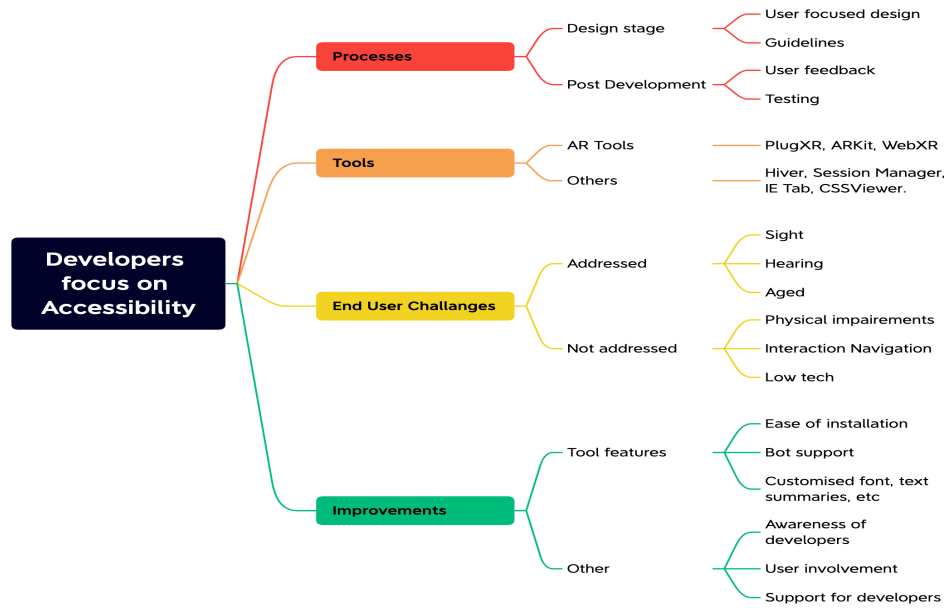 Developers
focus on
Accessibility
Processes
Design stage
User focused design
Guidelines
Post Development
User feedback
Testing
Tools
AR Tools
PlugXR, ARKit, WebXR
Others
Hiver, Session Manager,
IE Tab, CSSViewer.
End User Challanges
Addressed
Sight
Hearing
Aged
Not addressed
Physical impairements
Interaction Navigation
Low tech
Improvements
Tool features
Ease of installation
Bot support
Customised font, text
summaries, etc
Other
Awareness of
developers
User involvement
Support for developers